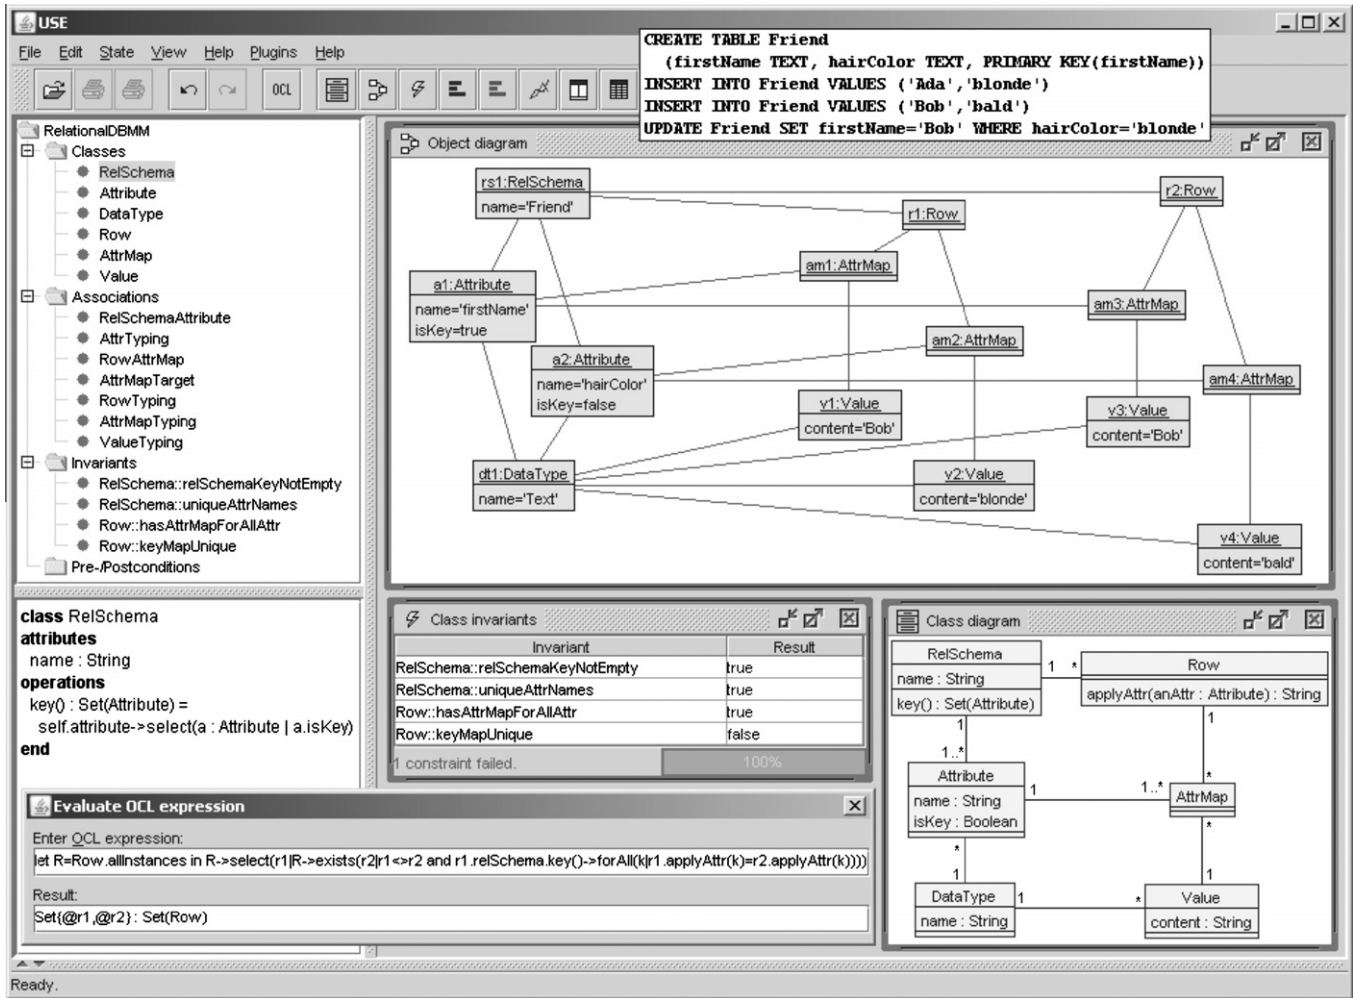 USE
File Edit State View Help Plugins Help
CREATE TABLE Friend
(firstName TEXT, hairColor TEXT, PRIMARY KEY(firstName))
INSERT INTO Friend VALUES ('Ada','blonde')
INSERT INTO Friend VALUES ('Bob','bald')
UPDATE Friend SET firstName='Bob' WHERE hairColor='blonde'
OCL
RelationalDBMM
Classes
RelSchema
Attribute
DataType
Row
AttrMap
Value
Associations
RelSchemaAttribute
AttrTyping
RowAttrMap
AttrMapTarget
RowTyping
AttrMapTyping
ValueTyping
Invariants
RelSchema::relSchemaKeyNotEmpty
RelSchema::uniqueAttrNames
Row::hasAttrMapForAllAttr
Row::keyMapUnique
Pre-/Postconditions
Object diagram
rs1:RelSchema
name='Friend'
r2:Row
r1:Row
am1:AttrMap
a1:Attribute
name='firstName'
isKey=true
am3:AttrMap
am2:AttrMap
a2:Attribute
name='hairColor'
isKey=false
am4:AttrMap
v1:Value
content='Bob'
v3:Value
content='Bob'
dt1:DataType
name='Text'
v2:Value
content='blonde'
v4:Value
content='bald'
class RelSchema
attributes
name : String
operations
key() : Set(Attribute) =
self.attribute->select(a : Attribute | a.isKey)
end
Class invariants
Invariant Result
RelSchema::relSchemaKeyNotEmpty true
RelSchema::uniqueAttrNames true
Row::hasAttrMapForAllAttr true
Row::keyMapUnique false
1 constraint failed. 100%
Class diagram
RelSchema
name : String
key() : Set(Attribute)
1 *
Row
applyAttr(anAttr : Attribute) : String
1
1..*
1
*
Attribute
name : String
isKey : Boolean
1 1..*
AttrMap
*
1
*
1
DataType
name : String
1 *
Value
content : String
Evaluate OCL expression
Enter OCL expression:
let R=Row.allInstances in R->select(r1|R->exists(r2|r1<>r2 and r1.relSchema.key()->forAll(k|r1.applyAttr(k)=r2.applyAttr(k))))
Result:
Set{@r1,@r2} : Set(Row)
Ready.